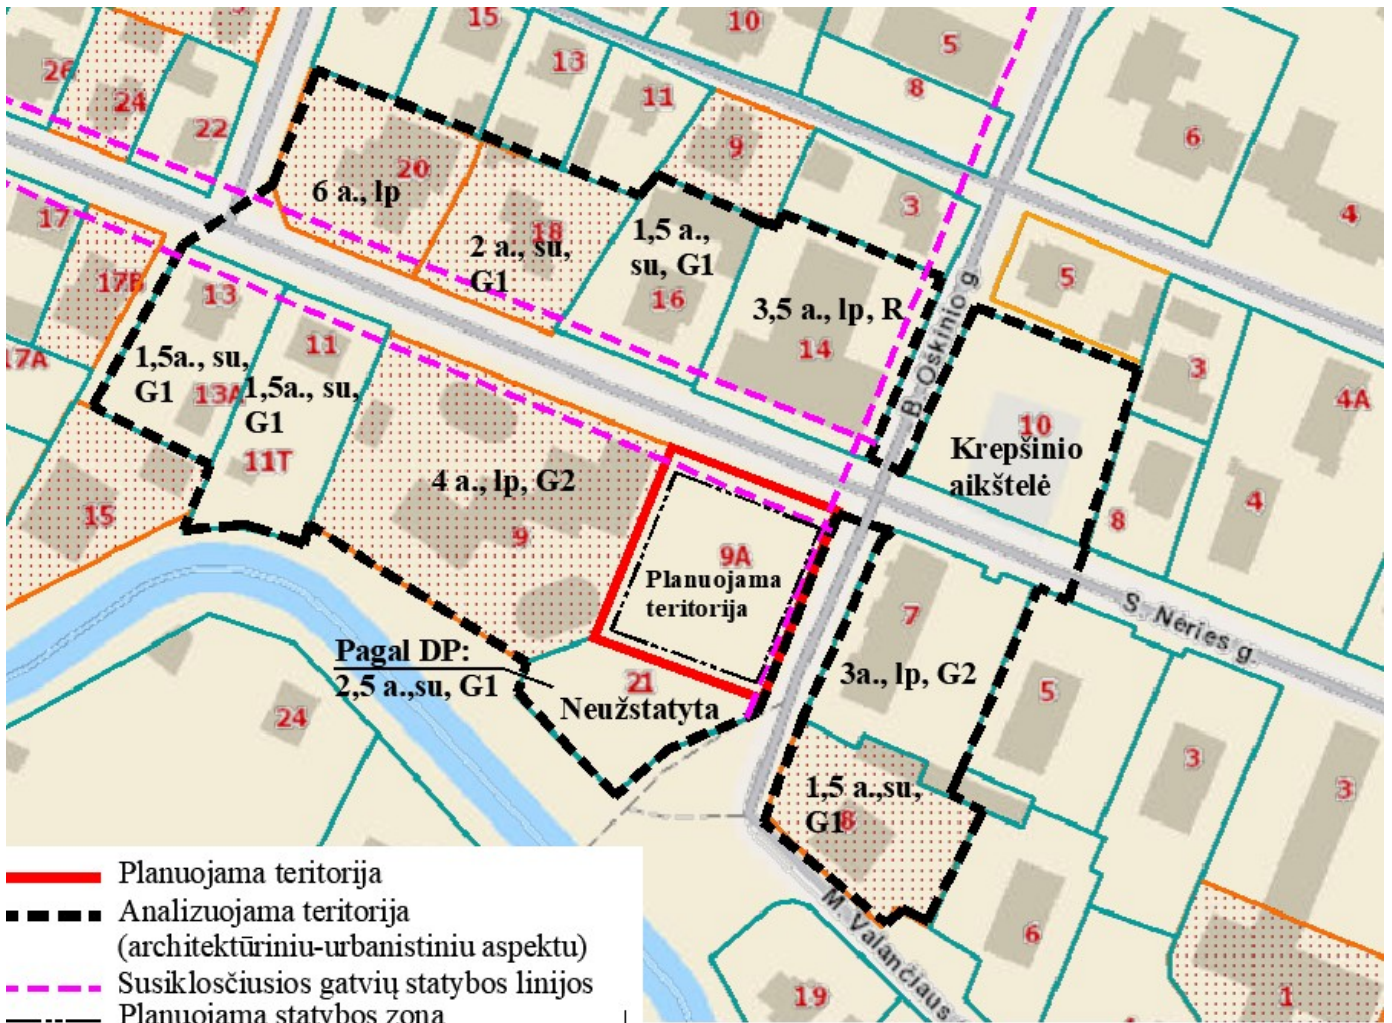 15
10
5
13
26
24
11
8
22
6
9
20
6 a., lp
17
18
2 a., su,
G1
1,5 a.,
su, G1
3
4
17B
13
16
5
3,5 a., lp, R
14
B. Oškinio g.
11
17A
1,5a., su,
G1
13A
1,5a., su,
G1
3
4A
10
Krepšinio
aikštelė
11T
4 a., lp, G2
15
9
4
8
9A
Planuojama
teritorija
7
S. Nėries g.
Pagal DP:
2,5 a.,su, G1
21
Neužstatyta
3a., lp, G2
5
24
3
3
1,5 a.,su,
G1
8
M. Valančiaus
6
19
1
Planuojama teritorija
Analizuojama teritorija
(architektūriniu-urbanistiniu aspektu)
Susiklosčiusios gatvių statybos linijos
Planuojama statybos zona